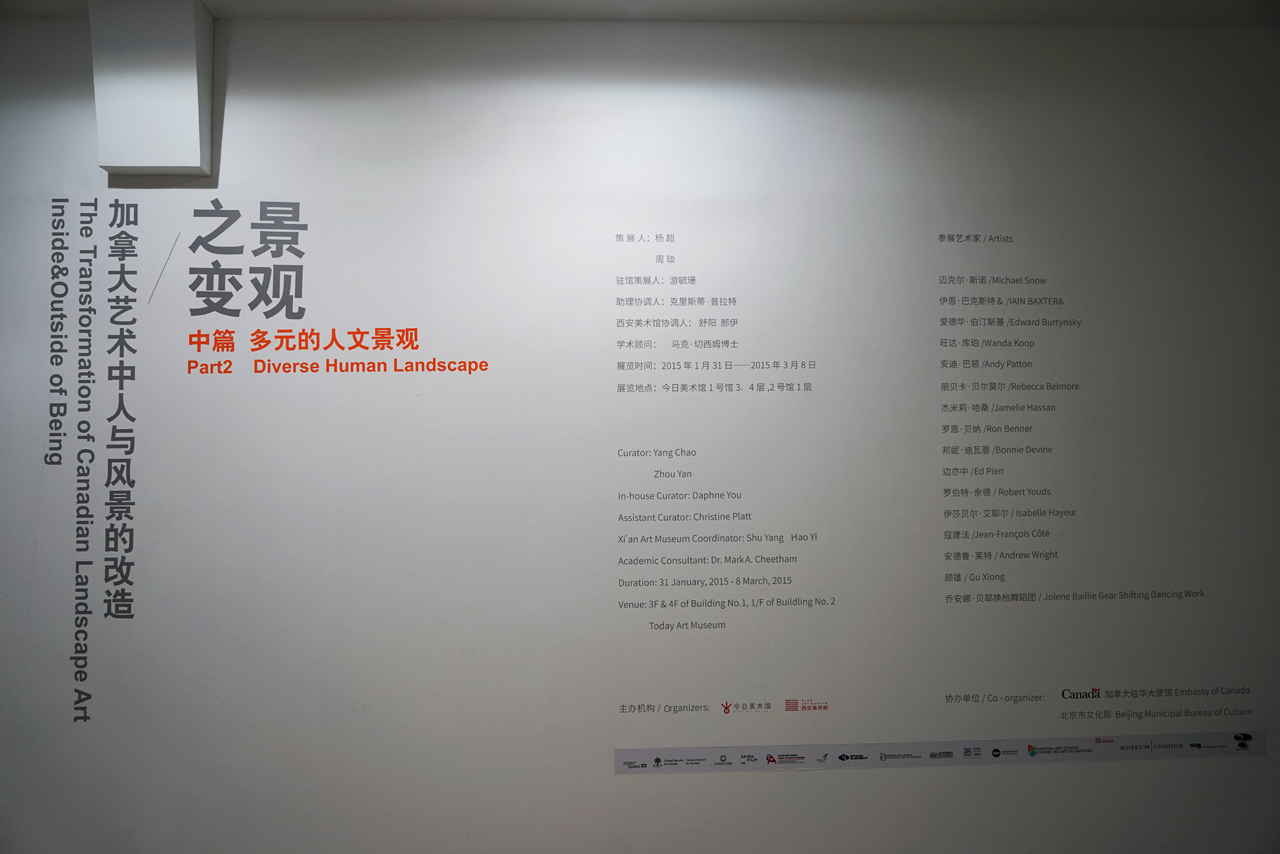 加拿大艺术中人与风景的改造
The Transformation of Canadian Landscape Art
Inside&Outside of Being
之景
变观
中篇 多元的人文景观
Part2 Diverse Human Landscape
策展人：杨超
周琰
驻馆策展人：游毓珊
助理协调人：克里斯蒂·普拉特
西安美术馆协调人：舒阳 郝伊
学术顾问： 马克·切西姆博士
展览时间：2015 年 1 月 31 日——2015 年 3 月 8 日
展览地点：今日美术馆 1 号馆 3、4 层 ,2 号馆 1 层
Curator: Yang Chao
Zhou Yan
In-house Curator: Daphne You
Assistant Curator: Christine Platt
Xi'an Art Museum Coordinator: Shu Yang Hao Yi
Academic Consultant: Dr. Mark A. Cheetham
Duration: 31 January, 2015 - 8 March, 2015
Venue: 3F & 4F of Building No.1, 1/F of Buildling No. 2
Today Art Museum
主办机构 / Organizers:
今日美术馆
西安美术馆
参展艺术家 / Artists
迈克尔·斯诺 /Michael Snow
伊恩·巴克斯特＆ /IAIN BAXTER&
爱德华·伯汀斯基 /Edward Burtynsky
旺达·库珀 /Wanda Koop
安迪·巴顿 /Andy Patton
丽贝卡·贝尔莫尔 /Rebecca Belmore
杰米莉·哈桑 /Jamelie Hassan
罗恩·贝纳 /Ron Benner
邦妮·迪瓦恩 /Bonnie Devine
边亦中 /Ed Pien
罗伯特·余德 / Robert Youds
伊莎贝尔·艾耶尔 / Isabelle Hayeur
寇建法 /Jean-François Côté
安德鲁·莱特 / Andrew Wright
顾雄 / Gu Xiong
乔安娜·贝耶换档舞蹈团 / Jolene Baillie Gear Shifting Dancing Work
协办单位 / Co - organizer:
Canada 加拿大驻华大使馆 Embassy of Canada
北京市文化局 Beijing Municipal Bureau of Culture
MUSEUM LONDON